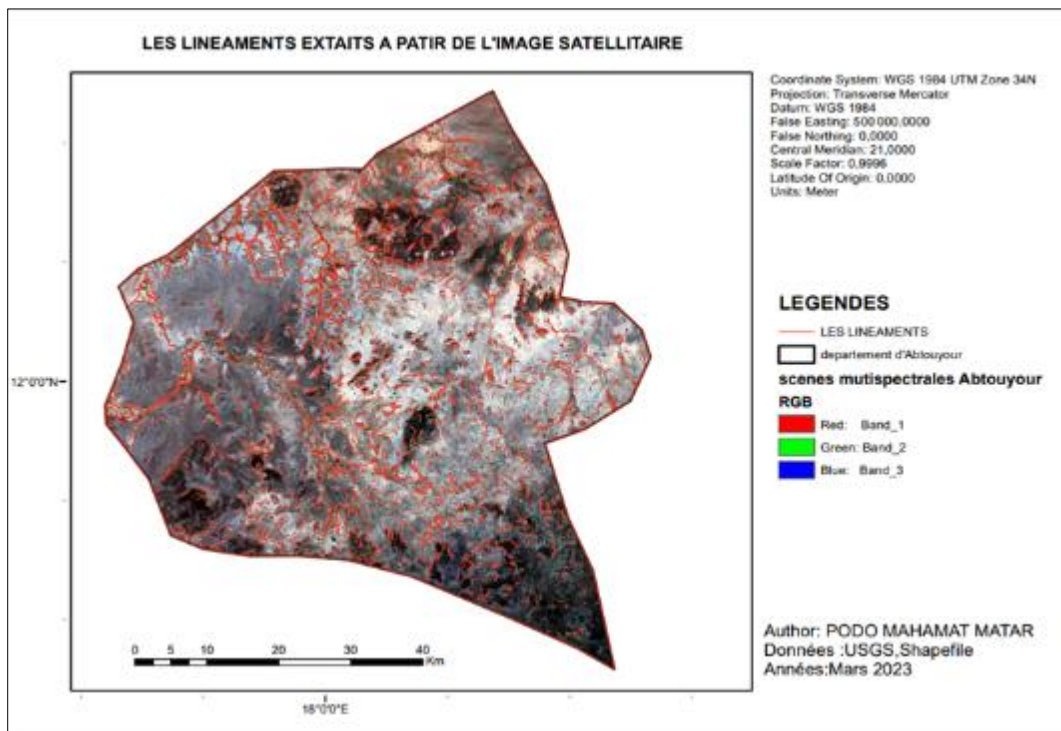 LES LINEAMENTS EXTAITS A PATIR DE L'IMAGE SATELLITAIRE
Coordinate System: WGS 1984 UTM Zone 34N
Projection: Transverse Mercator
Datum: WGS 1984
False Easting: 500 000,0000
False Northing: 0,0000
Central Meridian: 21,0000
Scale Factor: 0,9996
Latitude Of Origin: 0,0000
Units: Meter
LEGENDES
LES LINEAMENTS
departement d'Abtouyour
scenes mutispectrales Abtouyour
RGB
Red: Band_1
Green: Band_2
Blue: Band_3
12°0'0"N
0 5 10 20 30 40
Km
18°0'0"E
Author: PODO MAHAMAT MATAR
Données :USGS,Shapefile
Années:Mars 2023